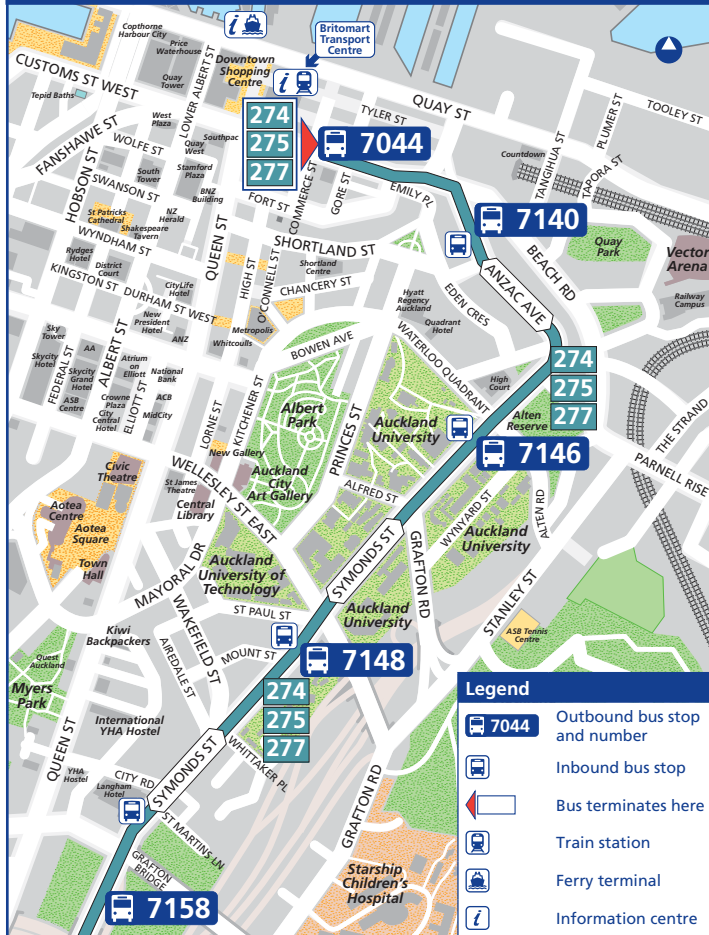 Copthorne
Harbour City
Price
Waterhouse
Britomart
Transport
Centre
Downtown
Shopping
Centre
CUSTOMS ST WEST
LOWER ALBERT ST
Quay
Tower
Tepid Baths
QUAY ST
TOOLEY ST
PLUMER ST
TYLER ST
274
275
277
7044
FANSHAWE ST
West
Plaza
Southpac
WOLFE ST
Quay
West
HOBSON ST
South
Tower
Stamford
Plaza
SWANSON ST
BNZ
Building
FORT ST
COMMERCE ST
GORE ST
EMILY PL
Countdown
TANGIHUA ST
TAPORA ST
7140
St Patricks
Cathedral
NZ
Herald
Shakespeare
Tavern
WYNDHAM ST
QUEEN ST
SHORTLAND ST
Shortland
Centre
HIGH ST
O'CONNELL ST
CHANCERY ST
BEACH RD
Quay
Park
Vector
Arena
Railway
Campus
Rydges
Hotel
District
Court
KINGSTON ST
CityLife
Hotel
DURHAM ST WEST
New
President
Hotel
ANZ
Metropolis
Whitcoulls
Hyatt
Regency
Auckland
EDEN CRES
Quadrant
Hotel
ANZAC AVE
WATERLOO QUADRANT
BOWEN AVE
Sky
Tower
Skycity
Hotel
AA
ALBERT ST
FEDERAL ST
Skycity
Grand
Hotel
Atrium
on
Elliott
National
Bank
ASB
Centre
Crowne
Plaza
City
Central
Hotel
ELLIOTT ST
ACB
MidCity
LORNE ST
KITCHENER ST
Albert
Park
PRINCES ST
Auckland
University
High
Court
Alten
Reserve
274
275
277
7146
THE STRAND
PARNELL RISE
Civic
Theatre
WELLESLEY ST EAST
New Gallery
St James
Theatre
Auckland
City
Art Gallery
Central
Library
ALFRED ST
SYMONDS ST
GRAFTON RD
WYNYARD ST
ALTEN RD
Auckland
University
Aotea
Centre
Aotea
Square
Town
Hall
MAYORAL DR
Auckland
University of
Technology
STANLEY ST
WAKEFIELD ST
ST PAUL ST
Auckland
University
ASB Tennis
Centre
Kiwi
Backpackers
AIREDALE ST
MOUNT ST
7148
Quest
Auckland
Myers
Park
274
275
277
International
YHA Hostel
QUEEN ST
SYMONDS ST
WHITTAKER PL
YHA
Hostel
CITY RD
Langham
Hotel
ST MARTINS LN
GRAFTON RD
GRAFTON
BRIDGE
7158
Starship
Children's
Hospital
Legend
7044
Outbound bus stop
and number
Inbound bus stop
Bus terminates here
Train station
Ferry terminal
i
Information centre
i
i